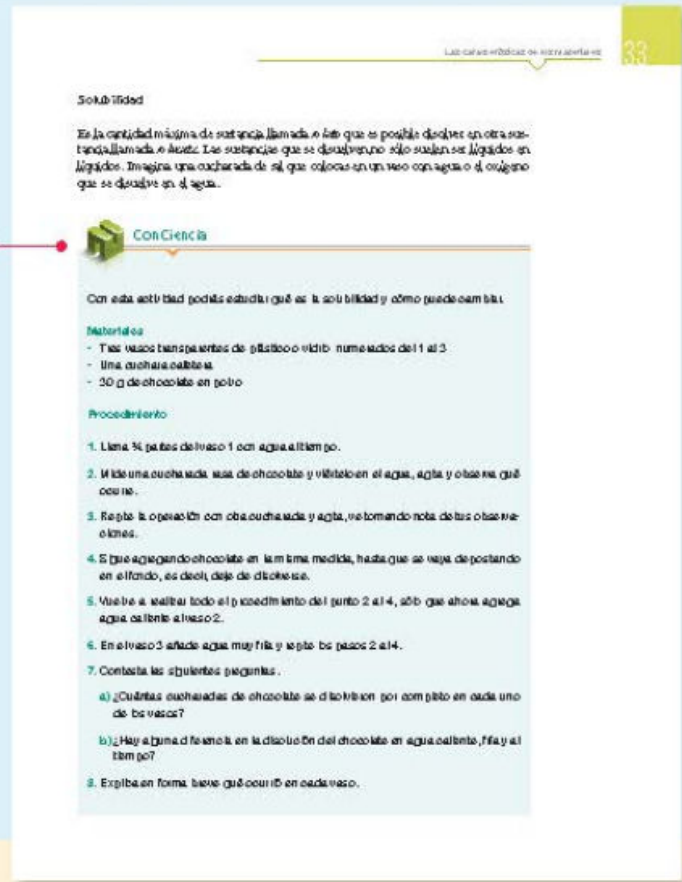 33
Solubilidad
Es la cantidad máxima de sustancia llamada soluto que es posible disolver en otra sus-
tancia llamada solvente. Las sustancias que se disuelven, no sólo suelen ser líquidos en
líquidos. Imagina una cucharada de sal que colocas en un vaso con agua o el oxígeno
que se disuelve en el agua.
ConCiencia
Con esta actividad podrás estudiar qué es la solubilidad y cómo puede cambiar.
Materiales
- Tres vasos transparentes de plástico o vidrio numerados del 1 al 3
- Una cuchara cafetera
- 30 g de chocolate en polvo
Procedimiento
1. Llena ¾ partes del vaso 1 con agua al tiempo.
2. Mide una cucharada rasa de chocolate y viértelo en el agua, agita y observa qué
ocurre.
3. Repite la operación con otra cucharada y agita, ve tomando nota de tus observa-
ciones.
4. Sigue agregando chocolate en la misma medida, hasta que se vaya depositando
en el fondo, es decir, deje de disolverse.
5. Vuelve a realizar todo el procedimiento del punto 2 al 4, sólo que ahora agrega
agua caliente al vaso 2.
6. En el vaso 3 añade agua muy fría y repite los pasos 2 al 4.
7. Contesta las siguientes preguntas.
a) ¿Cuántas cucharadas de chocolate se disolvieron por completo en cada uno
de los vasos?
b) ¿Hay alguna diferencia en la disolución del chocolate en agua caliente, fría y al
tiempo?
8. Explica en forma breve qué ocurrió en cada vaso.